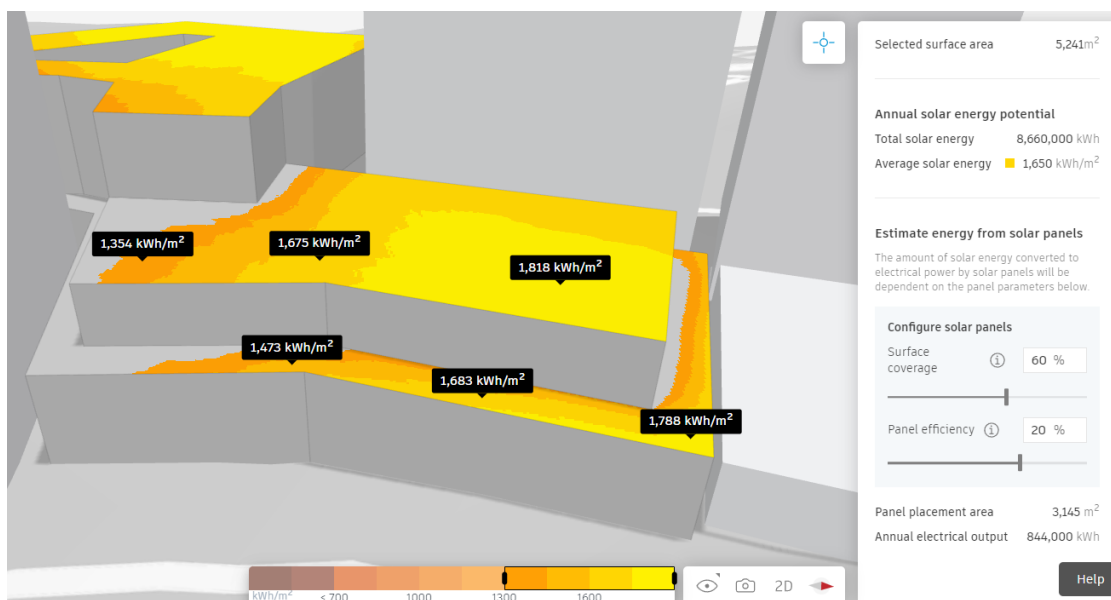 1,354 kWh/m²
1,675 kWh/m²
1,818 kWh/m²
1,473 kWh/m²
1,683 kWh/m²
1,788 kWh/m²
kWh/m²
< 700
1000
1300
1600
2D
Selected surface area 5,241m²
Annual solar energy potential
Total solar energy 8,660,000 kWh
Average solar energy 1,650 kWh/m²
Estimate energy from solar panels
The amount of solar energy converted to
electrical power by solar panels will be
dependent on the panel parameters below.
Configure solar panels
Surface
coverage
60 %
Panel efficiency 20 %
Panel placement area 3,145 m²
Annual electrical output 844,000 kWh
Help